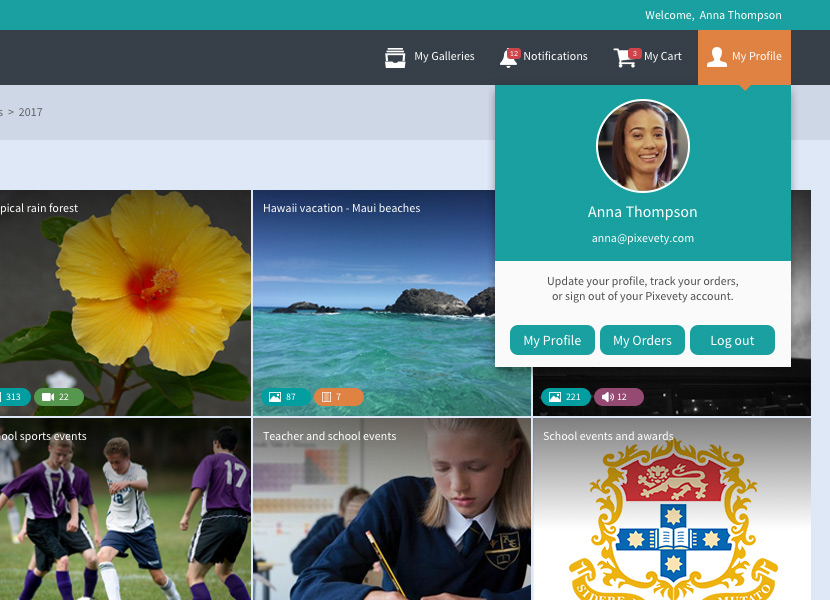 Welcome, Anna Thompson
My Galleries
12
Notifications
3
My Cart
My Profile
> 2017
Anna Thompson
anna@pixevety.com
Update your profile, track your orders,
or sign out of your Pixevety account.
My Profile
My Orders
Log out
pical rain forest
Hawaii vacation - Maui beaches
313
22
87
7
221
12
ool sports events
Teacher and school events
School events and awards
17
SIDERE
MUTATO